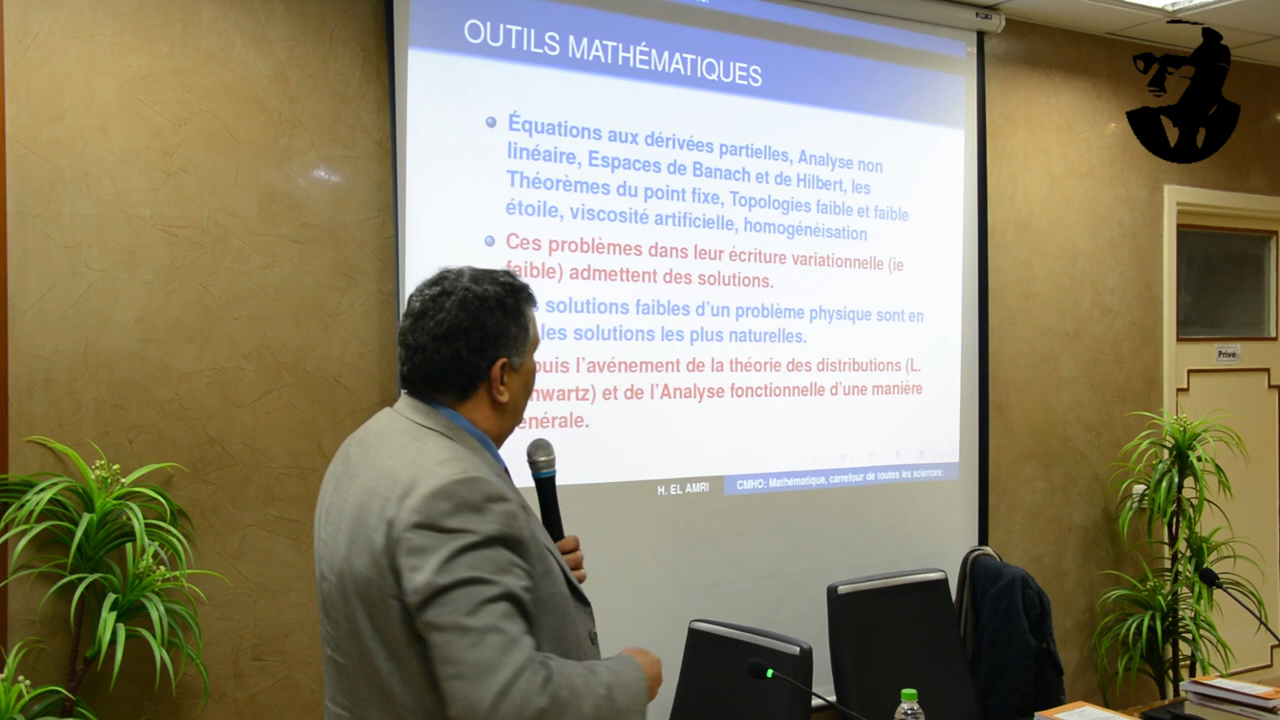 OUTILS MATHÉMATIQUES
Équations aux dérivées partielles, Analyse non
linéaire, Espaces de Banach et de Hilbert, les
Théorèmes du point fixe, Topologies faible et faible
étoile, viscosité artificielle, homogénéisation
Ces problèmes dans leur écriture variationnelle (ie
faible) admettent des solutions.
solutions faibles d'un problème physique sont en
les solutions les plus naturelles.
puis l'avénement de la théorie des distributions (L.
hwartz) et de l'Analyse fonctionnelle d'une manière
énérale.
H. EL AMRI
CMHO: Mathématique, carrefour de toutes les sciences:
Privé